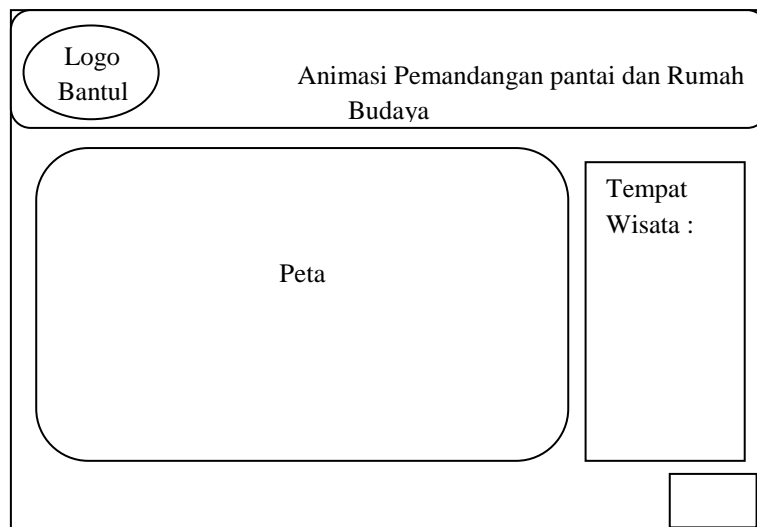 Logo
Bantul
Animasi Pemandangan pantai dan Rumah
Budaya
Tempat
Wisata :
Peta